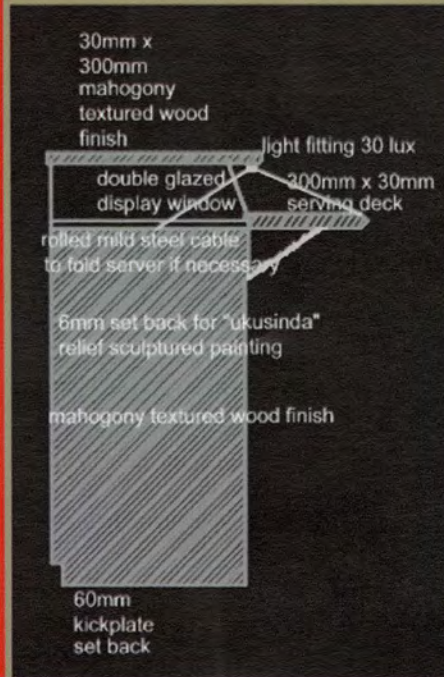 30mm x
300mm
mahogony
textured wood
finish
light fitting 30 lux
double glazed
display window
300mm x 30mm
serving deck
rolled mild steel cable
to fold server if necessary
6mm set back for "ukusinda"
relief sculptured painting
mahogony textured wood finish
60mm
kickplate
set back